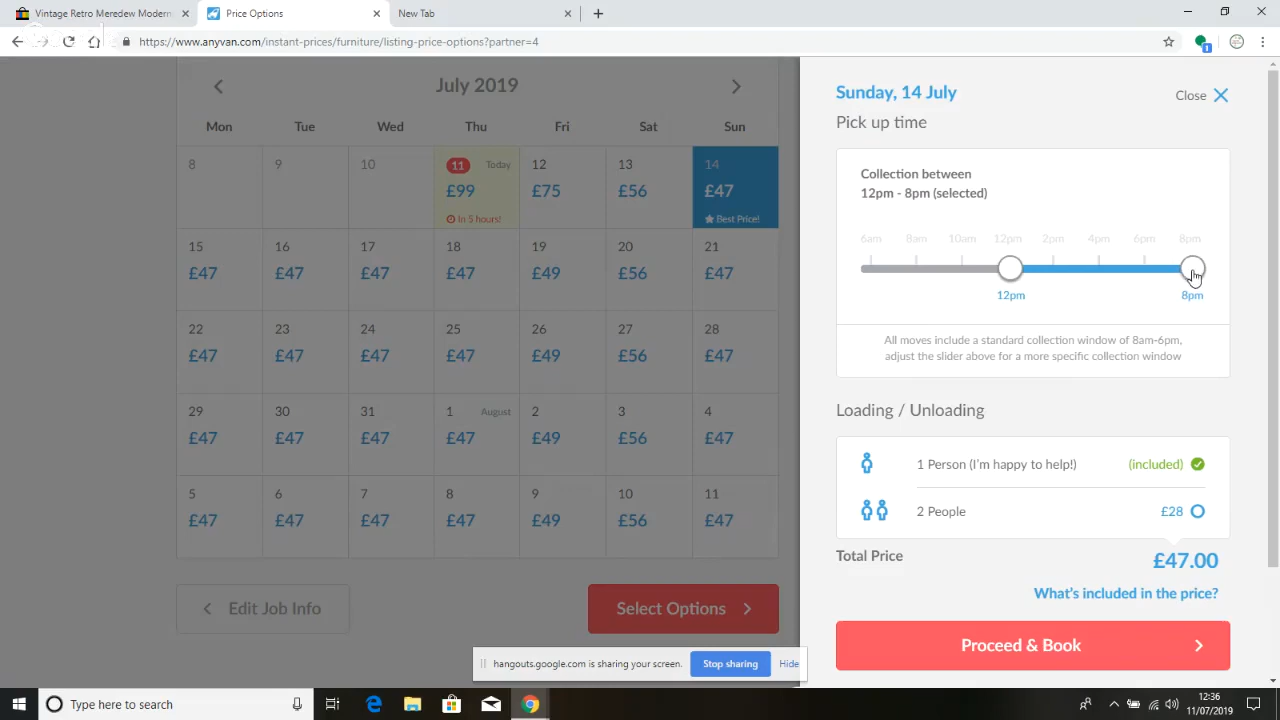 Vintage Retro Meredew Modern
Price Options
New Tab
https://www.anyvan.com/instant-prices/furniture/listing-price-options?partner=4
1
July 2019
Mon Tue Wed Thu Fri Sat Sun
8 9 10 11 Today 12 13 14
£99 £75 £56 £47
In 5 hours! Best Price!
15 16 17 18 19 20 21
£47 £47 £47 £47 £49 £56 £47
22 23 24 25 26 27 28
£47 £47 £47 £47 £49 £56 £47
29 30 31 1 August 2 3 4
£47 £47 £47 £47 £49 £56 £47
5 6 7 8 9 10 11
£47 £47 £47 £47 £49 £56 £47
Edit Job Info
Select Options
Sunday, 14 July
Close
Pick up time
Collection between
12pm - 8pm (selected)
6am 8am 10am 12pm 2pm 4pm 6pm 8pm
12pm 8pm
All moves include a standard collection window of 8am-6pm,
adjust the slider above for a more specific collection window
Loading / Unloading
1 Person (I'm happy to help!) (included)
2 People £28
Total Price £47.00
What's included in the price?
Proceed & Book
hangouts.google.com is sharing your screen. Stop sharing Hide
Type here to search
12:36
11/07/2019